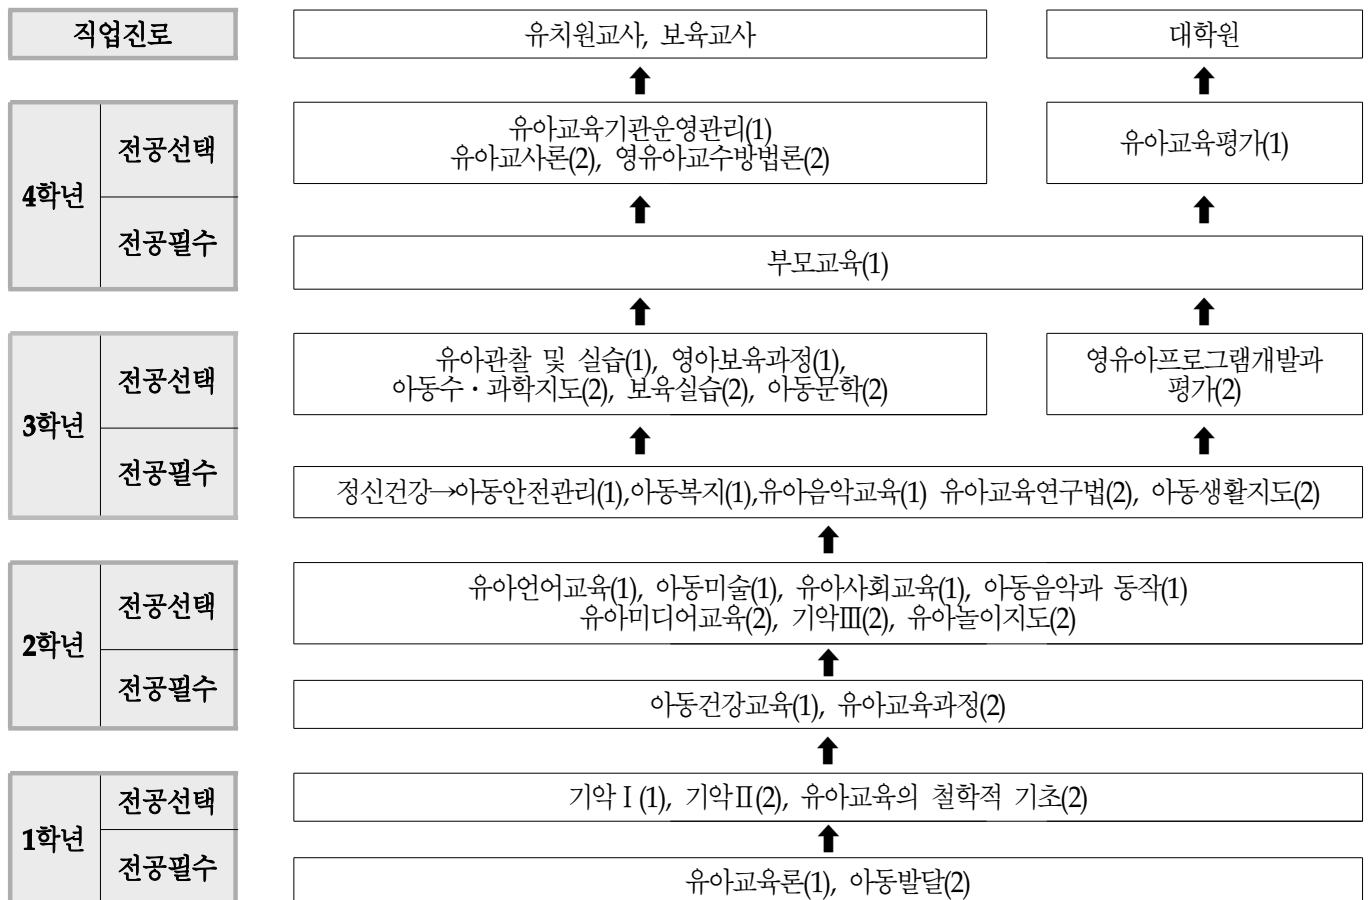 직업진로
유치원교사, 보육교사
대학원
4학년
전공선택
유아교육기관운영관리(1)
유아교사론(2), 영유아교수방법론(2)
유아교육평가(1)
전공필수
부모교육(1)
3학년
전공선택
유아관찰 및 실습(1), 영아보육과정(1),
아동수·과학지도(2), 보육실습(2), 아동문학(2)
영유아프로그램개발과
평가(2)
전공필수
정신건강→아동안전관리(1),아동복지(1),유아음악교육(1) 유아교육연구법(2), 아동생활지도(2)
2학년
전공선택
유아언어교육(1), 아동미술(1), 유아사회교육(1), 아동음악과 동작(1)
유아미디어교육(2), 기악Ⅲ(2), 유아놀이지도(2)
전공필수
아동건강교육(1), 유아교육과정(2)
1학년
전공선택
기악Ⅰ(1), 기악Ⅱ(2), 유아교육의 철학적 기초(2)
전공필수
유아교육론(1), 아동발달(2)